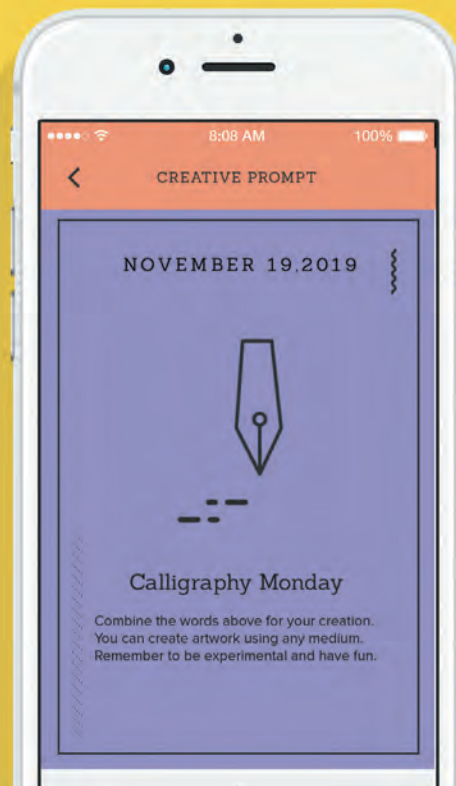 8:08 AM 100%
CREATIVE PROMPT
NOVEMBER 19,2019
Calligraphy Monday
Combine the words above for your creation.
You can create artwork using any medium.
Remember to be experimental and have fun.